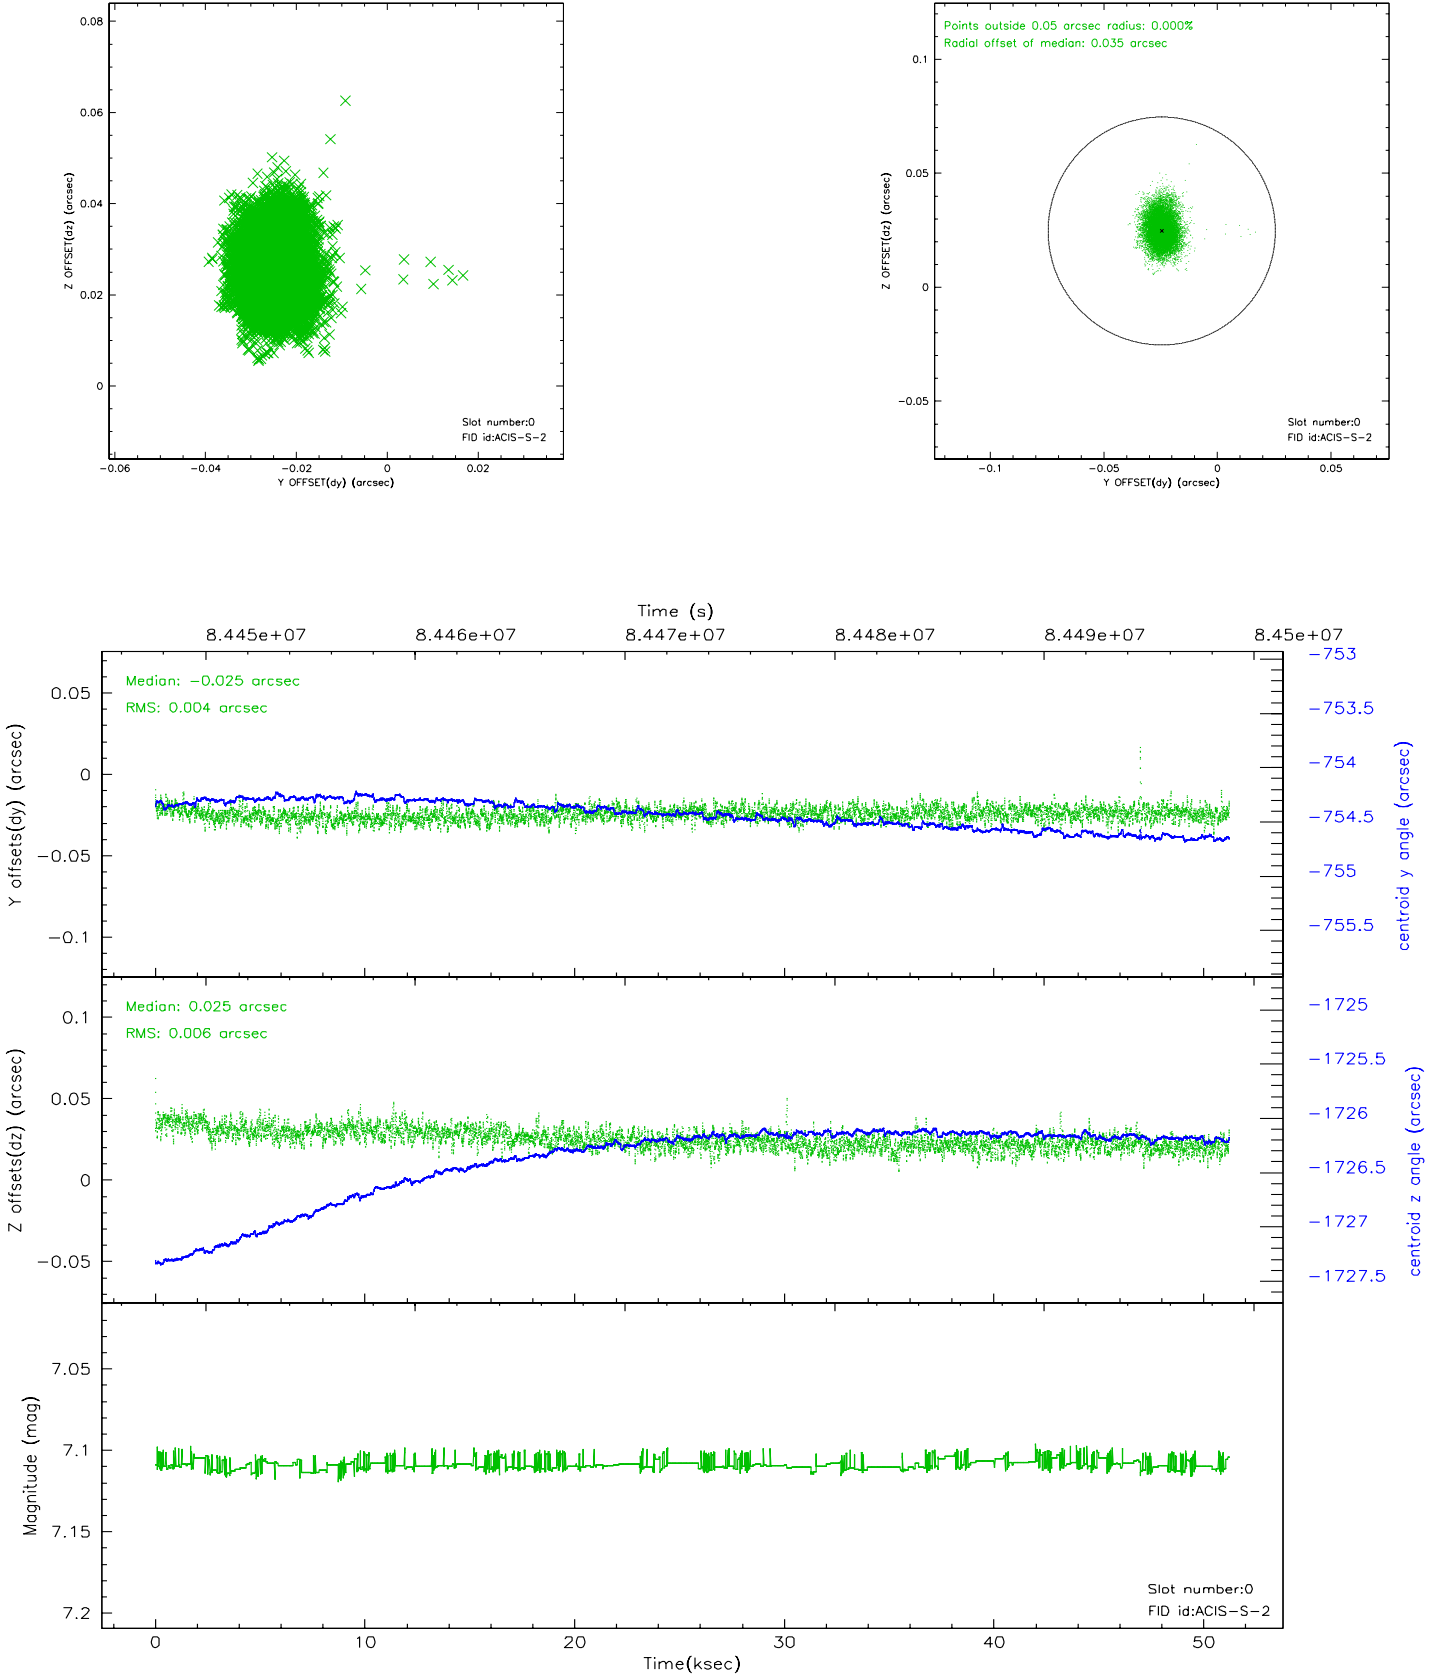 0.08
0.06
0.04
0.02
0
Z OFFSET(dz) (arcsec)
Slot number:0
FID id:ACIS-S-2
-0.06 -0.04 -0.02 0 0.02
Y OFFSET(dy) (arcsec)
Points outside 0.05 arcsec radius: 0.000%
Radial offset of median: 0.035 arcsec
0.1
0.05
0
-0.05
Z OFFSET(dz) (arcsec)
Slot number:0
FID id:ACIS-S-2
-0.1 -0.05 0 0.05
Y OFFSET(dy) (arcsec)
Time (s)
8.445e+07 8.446e+07 8.447e+07 8.448e+07 8.449e+07 8.45e+07
Median: -0.025 arcsec
RMS: 0.004 arcsec
0.05
0
-0.05
-0.1
Y offsets(dy) (arcsec)
-753
-753.5
-754
-754.5
-755
-755.5
centroid y angle (arcsec)
Median: 0.025 arcsec
RMS: 0.006 arcsec
0.1
0.05
0
-0.05
Z offsets(dz) (arcsec)
-1725
-1725.5
-1726
-1726.5
-1727
-1727.5
centroid z angle (arcsec)
7.05
7.1
7.15
7.2
Magnitude (mag)
Slot number:0
FID id:ACIS-S-2
0 10 20 30 40 50
Time(ksec)